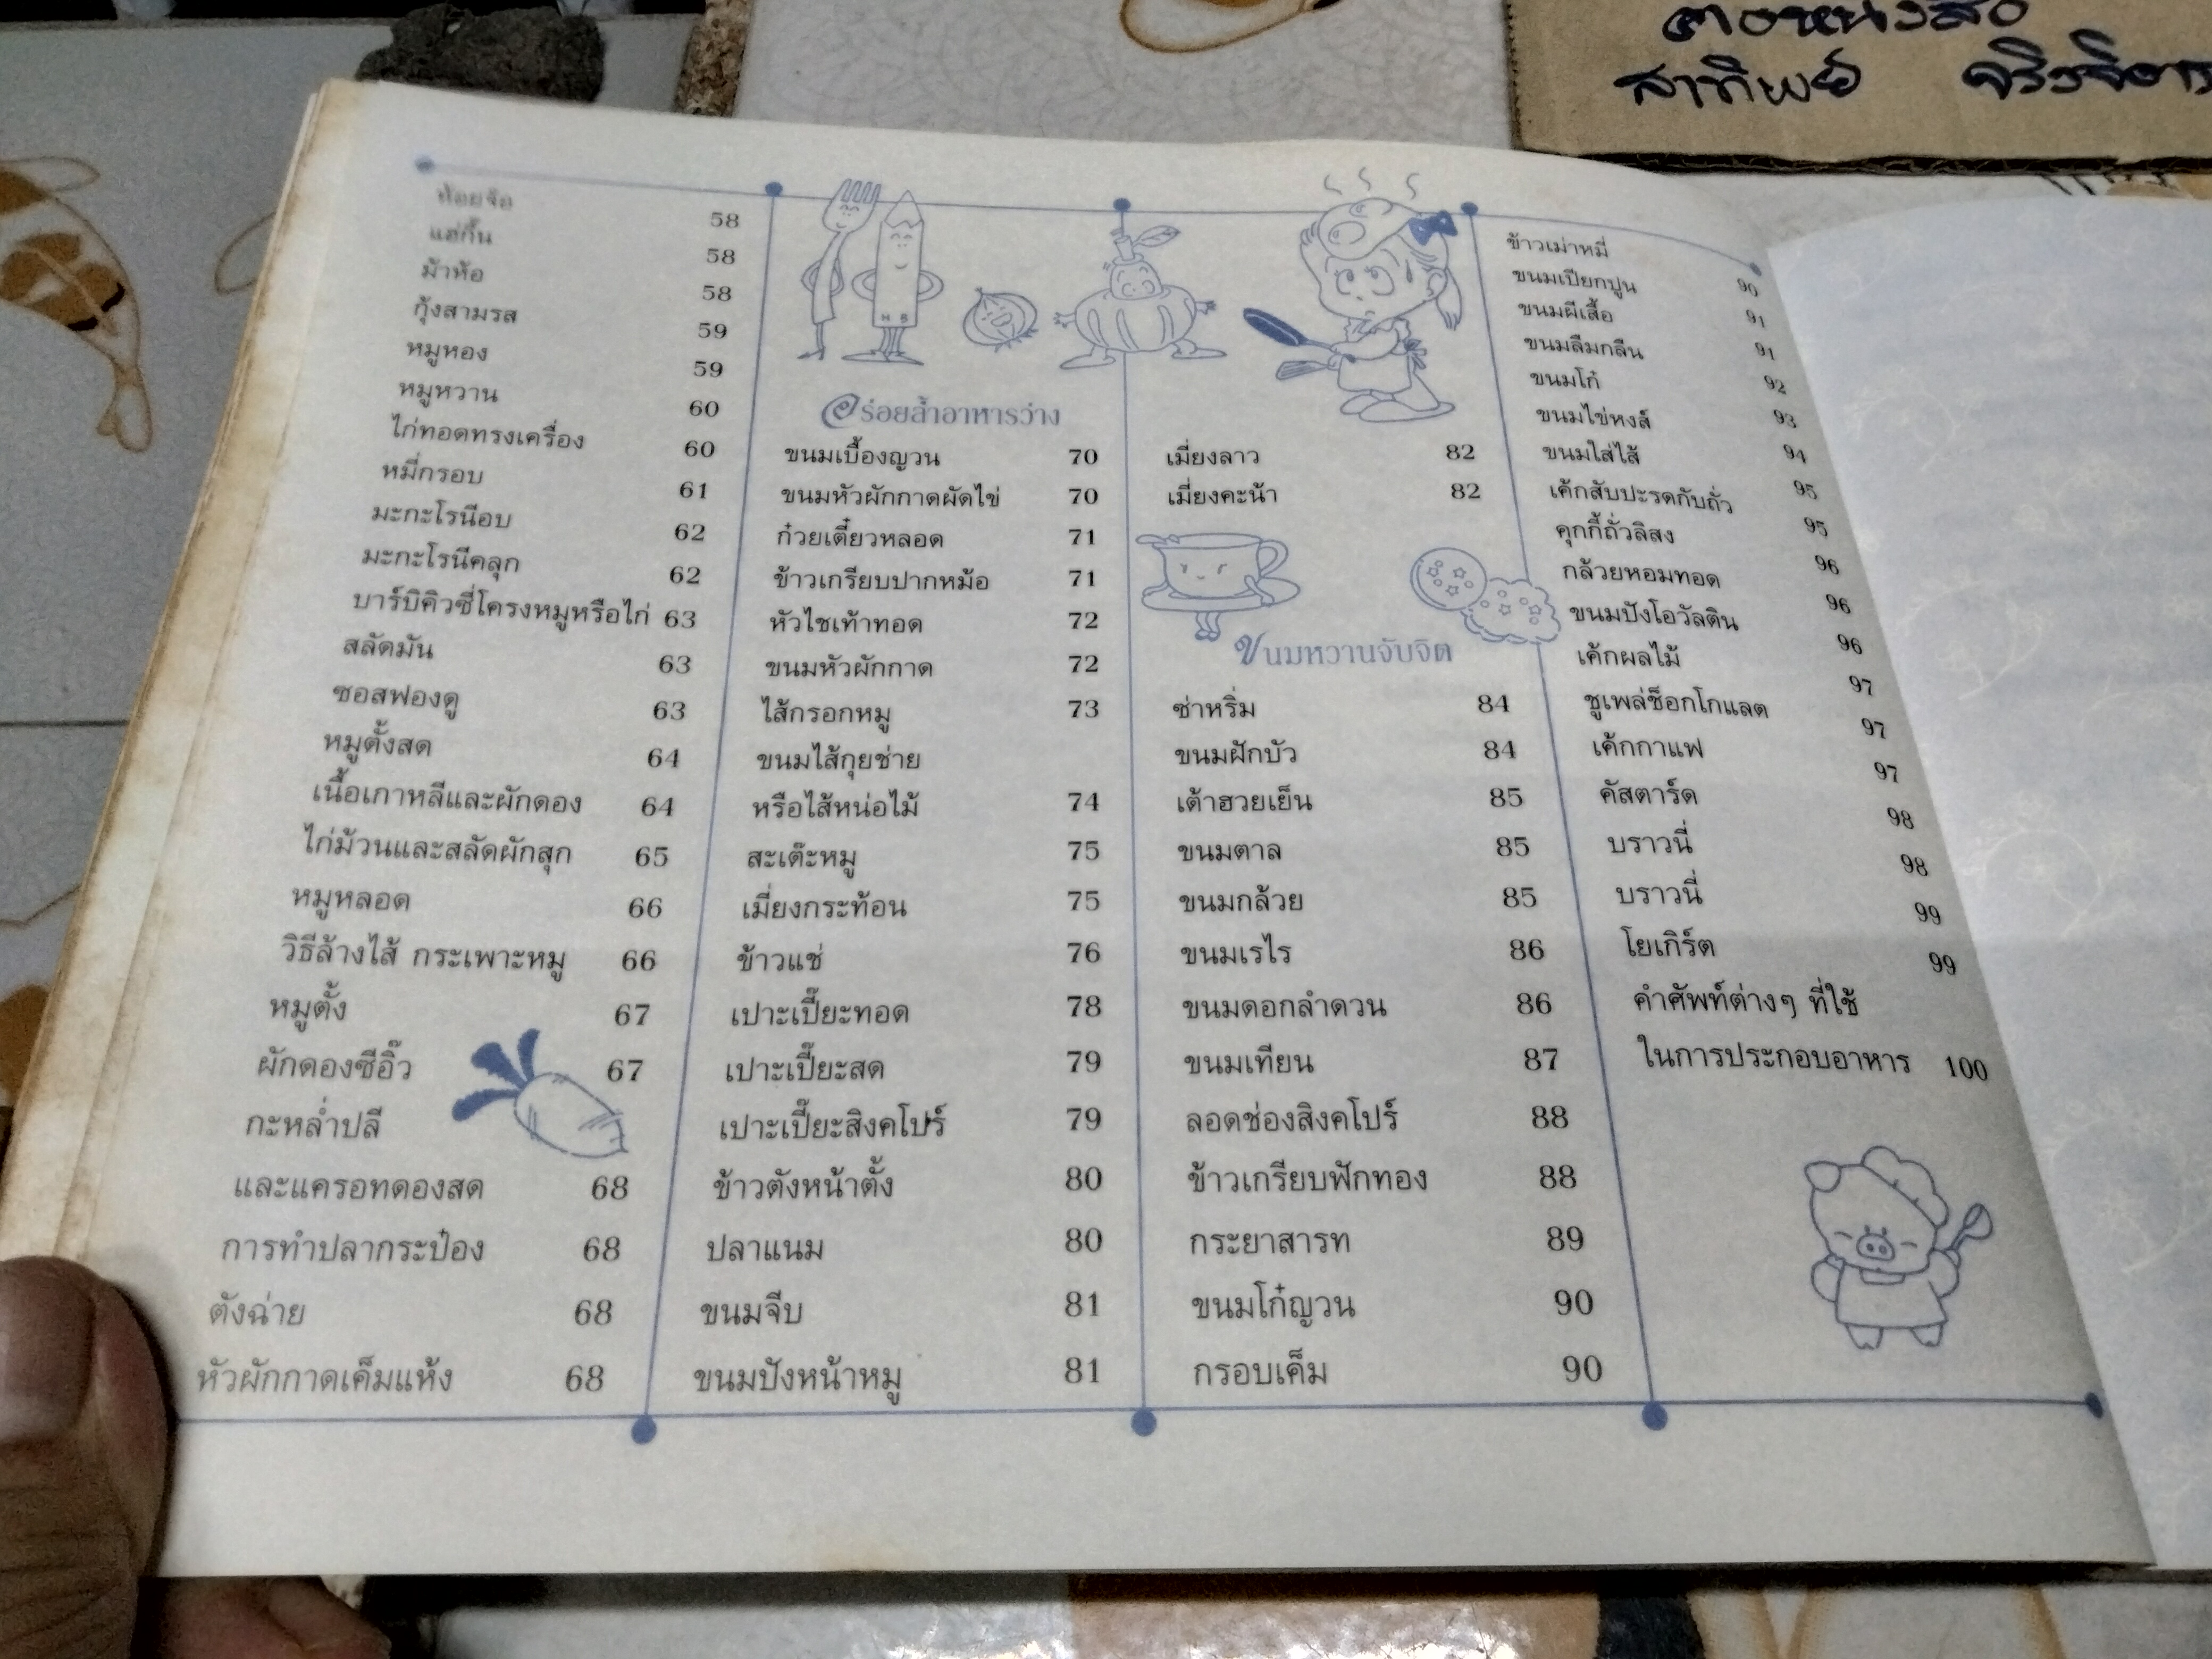 สาทิพย์
ฮ่อยจ๊อ 58
แฮ่กึ๊น 58
ม้าห้อ 58
กุ้งสามรส 59
หมูหอง 59
หมูหวาน 60
ไก่ทอดทรงเครื่อง 60
หมี่กรอบ 61
มะกะโรนีอบ 62
มะกะโรนีคลุก 62
บาร์บิคิวซี่โครงหมูหรือไก่ 63
สลัดมัน 63
ซอสฟองดู 63
หมูตั้งสด 64
เนื้อเกาหลีและผักดอง 64
ไก่ม้วนและสลัดผักสุก 65
หมูหลอด 66
วิธีล้างไส้ กระเพาะหมู 66
หมูตั้ง 67
ผักดองซีอิ๊ว 67
กะหล่ำปลี
และแครอทดองสด 68
การทำปลากระป๋อง 68
ตังฉ่าย 68
หัวผักกาดเค็มแห้ง 68
HB
อร่อยล้ำอาหารว่าง
ขนมเบื้องญวน 70
ขนมหัวผักกาดผัดไข่ 70
ก๋วยเตี๋ยวหลอด 71
ข้าวเกรียบปากหม้อ 71
หัวไชเท้าทอด 72
ขนมหัวผักกาด 72
ไส้กรอกหมู 73
ขนมไส้กุยช่าย
หรือไส้หน่อไม้ 74
สะเต๊ะหมู 75
เมี่ยงกระท้อน 75
ข้าวแช่ 76
เปาะเปี๊ยะทอด 78
เปาะเปี๊ยะสด 79
เปาะเปี๊ยะสิงคโปร์ 79
ข้าวตังหน้าตั้ง 80
ปลาแนม 80
ขนมจีบ 81
ขนมปังหน้าหมู 81
เมี่ยงลาว 82
เมี่ยงคะน้า 82
ขนมหวานจับจิต
ซ่าหริ่ม 84
ขนมฝักบัว 84
เต้าฮวยเย็น 85
ขนมตาล 85
ขนมกล้วย 85
ขนมเรไร 86
ขนมดอกลำดวน 86
ขนมเทียน 87
ลอดช่องสิงคโปร์ 88
ข้าวเกรียบฟักทอง 88
กระยาสารท 89
ขนมโก๋ญวน 90
กรอบเค็ม 90
ข้าวเม่าหมี่ 90
ขนมเปียกปูน 91
ขนมผีเสื้อ 91
ขนมลืมกลืน 92
ขนมโก๋ 93
ขนมไข่หงส์ 94
ขนมใส่ไส้ 95
เค้กสับปะรดกับถั่ว 95
คุกกี้ถั่วลิสง 96
กล้วยหอมทอด 96
ขนมปังโอวัลติน 96
เค้กผลไม้ 97
ชูเพล่ช็อกโกแลต 97
เค้กกาแฟ 97
คัสตาร์ด 98
บราวนี่ 98
บราวนี่ 99
โยเกิร์ต 99
คำศัพท์ต่างๆ ที่ใช้
ในการประกอบอาหาร 100